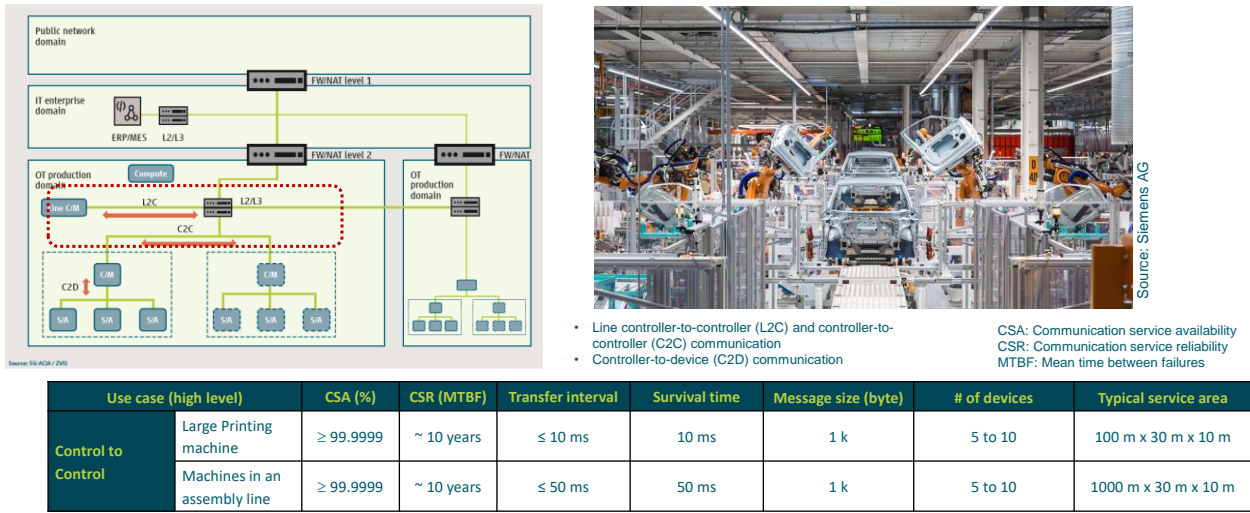 Public network
domain
FW/NAT level 1
IT enterprise
domain
ERP/MES
L2/L3
FW/NAT level 2
FW/NAT
OT production
domain
Compute
OT
production
domain
Line C/M
L2C
L2/L3
C2C
C/M
C/M
C2D
S/A
S/A
S/A
S/A
S/A
S/A
Source: 5G-ACIA / ZVEI
Source: Siemens AG
• Line controller-to-controller (L2C) and controller-to-
controller (C2C) communication
• Controller-to-device (C2D) communication
CSA: Communication service availability
CSR: Communication service reliability
MTBF: Mean time between failures
Use case (high level) CSA (%) CSR (MTBF) Transfer interval Survival time Message size (byte) # of devices Typical service area
Control to
Control
Large Printing
machine
≥ 99.9999 ~ 10 years ≤ 10 ms 10 ms 1 k 5 to 10 100 m x 30 m x 10 m
Machines in an
assembly line
≥ 99.9999 ~ 10 years ≤ 50 ms 50 ms 1 k 5 to 10 1000 m x 30 m x 10 m